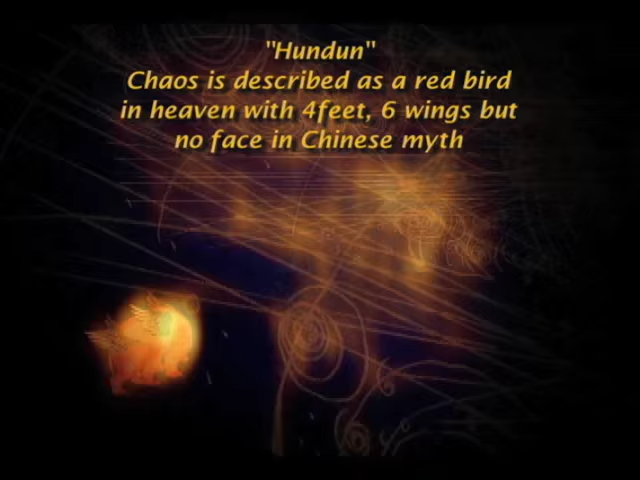 "Hundun"
Chaos is described as a red bird
in heaven with 4feet, 6 wings but
no face in Chinese myth